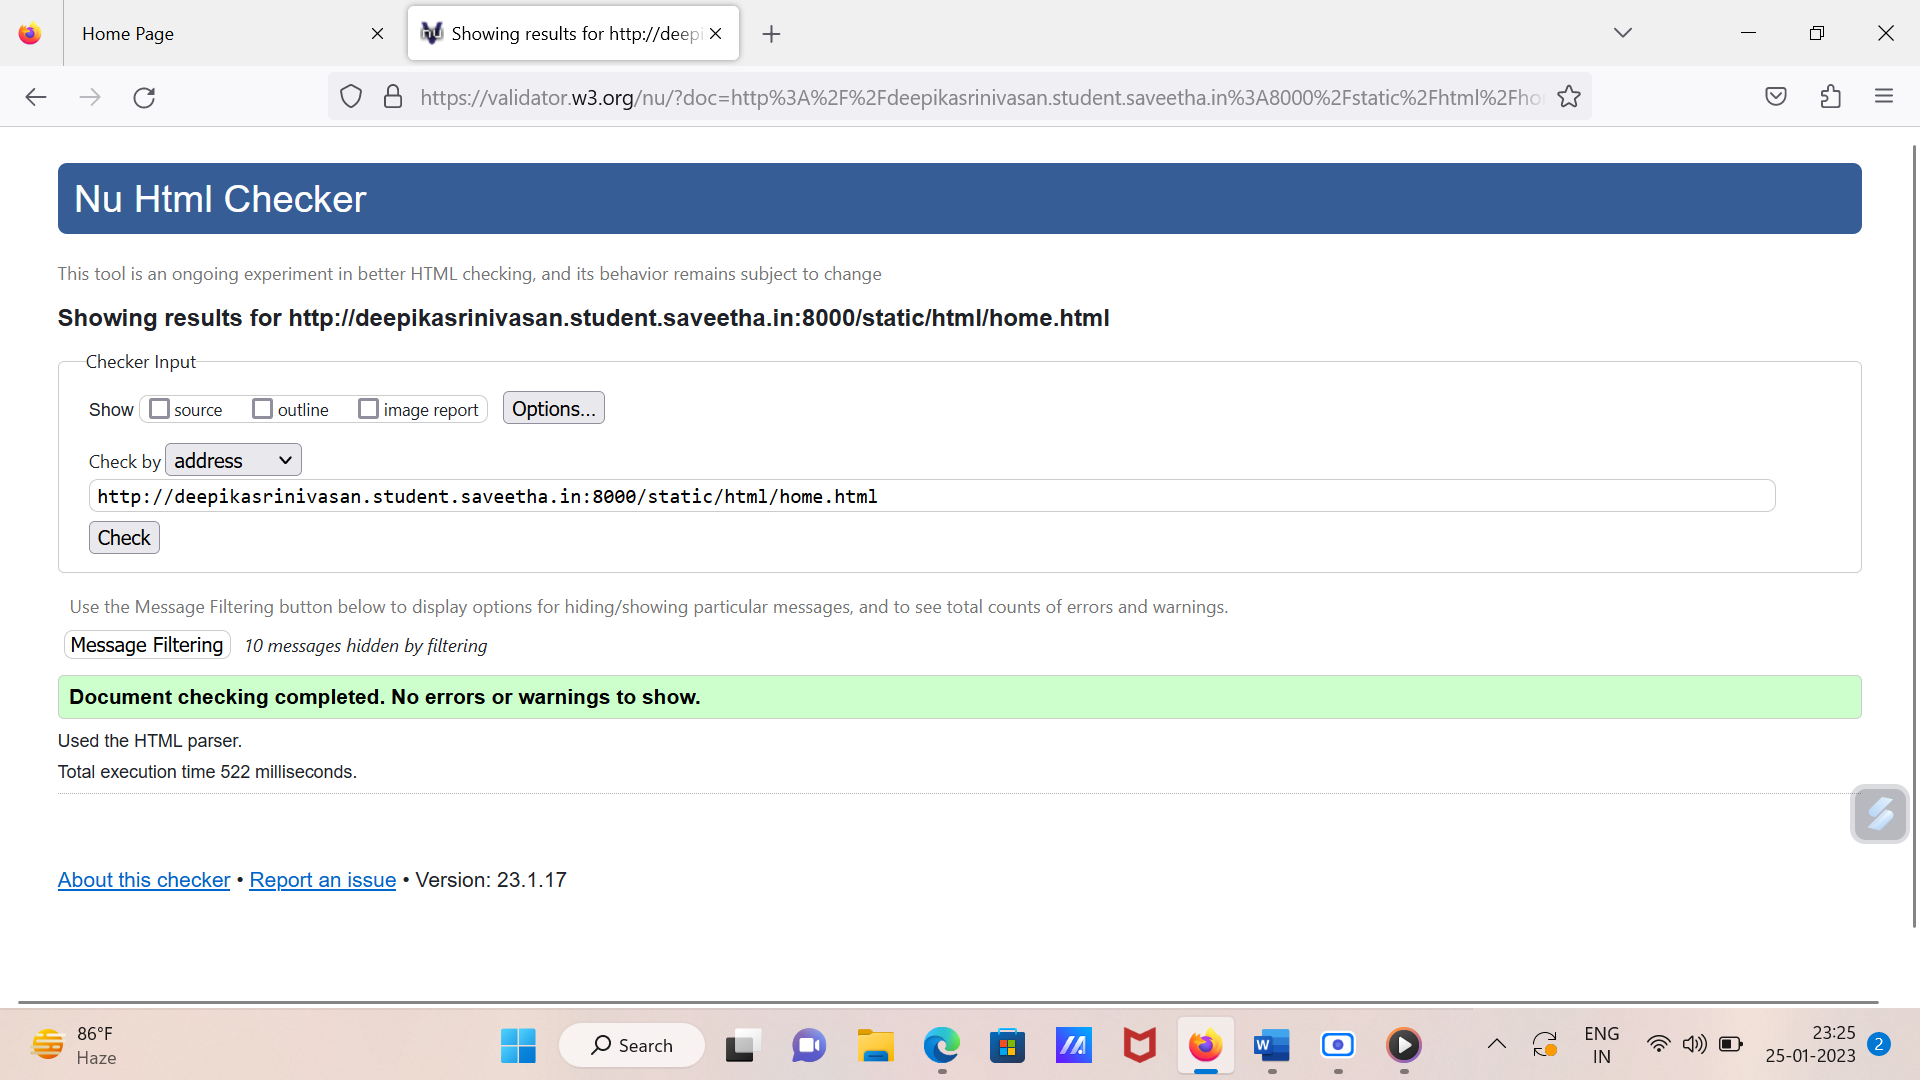 Home Page
Showing results for http://deepi
https://validator.w3.org/nu/?doc=http%3A%2F%2Fdeepikasrinivasan.student.saveetha.in%3A8000%2Fstatic%2Fhtml%2Fho
Nu Html Checker
This tool is an ongoing experiment in better HTML checking, and its behavior remains subject to change
Showing results for http://deepikasrinivasan.student.saveetha.in:8000/static/html/home.html
Checker Input
Show source outline image report Options...
Check by address
http://deepikasrinivasan.student.saveetha.in:8000/static/html/home.html
Check
Use the Message Filtering button below to display options for hiding/showing particular messages, and to see total counts of errors and warnings.
Message Filtering 10 messages hidden by filtering
Document checking completed. No errors or warnings to show.
Used the HTML parser.
Total execution time 522 milliseconds.
About this checker • Report an issue • Version: 23.1.17
86°F
Haze
Search
W
ENG
IN
23:25
25-01-2023
2